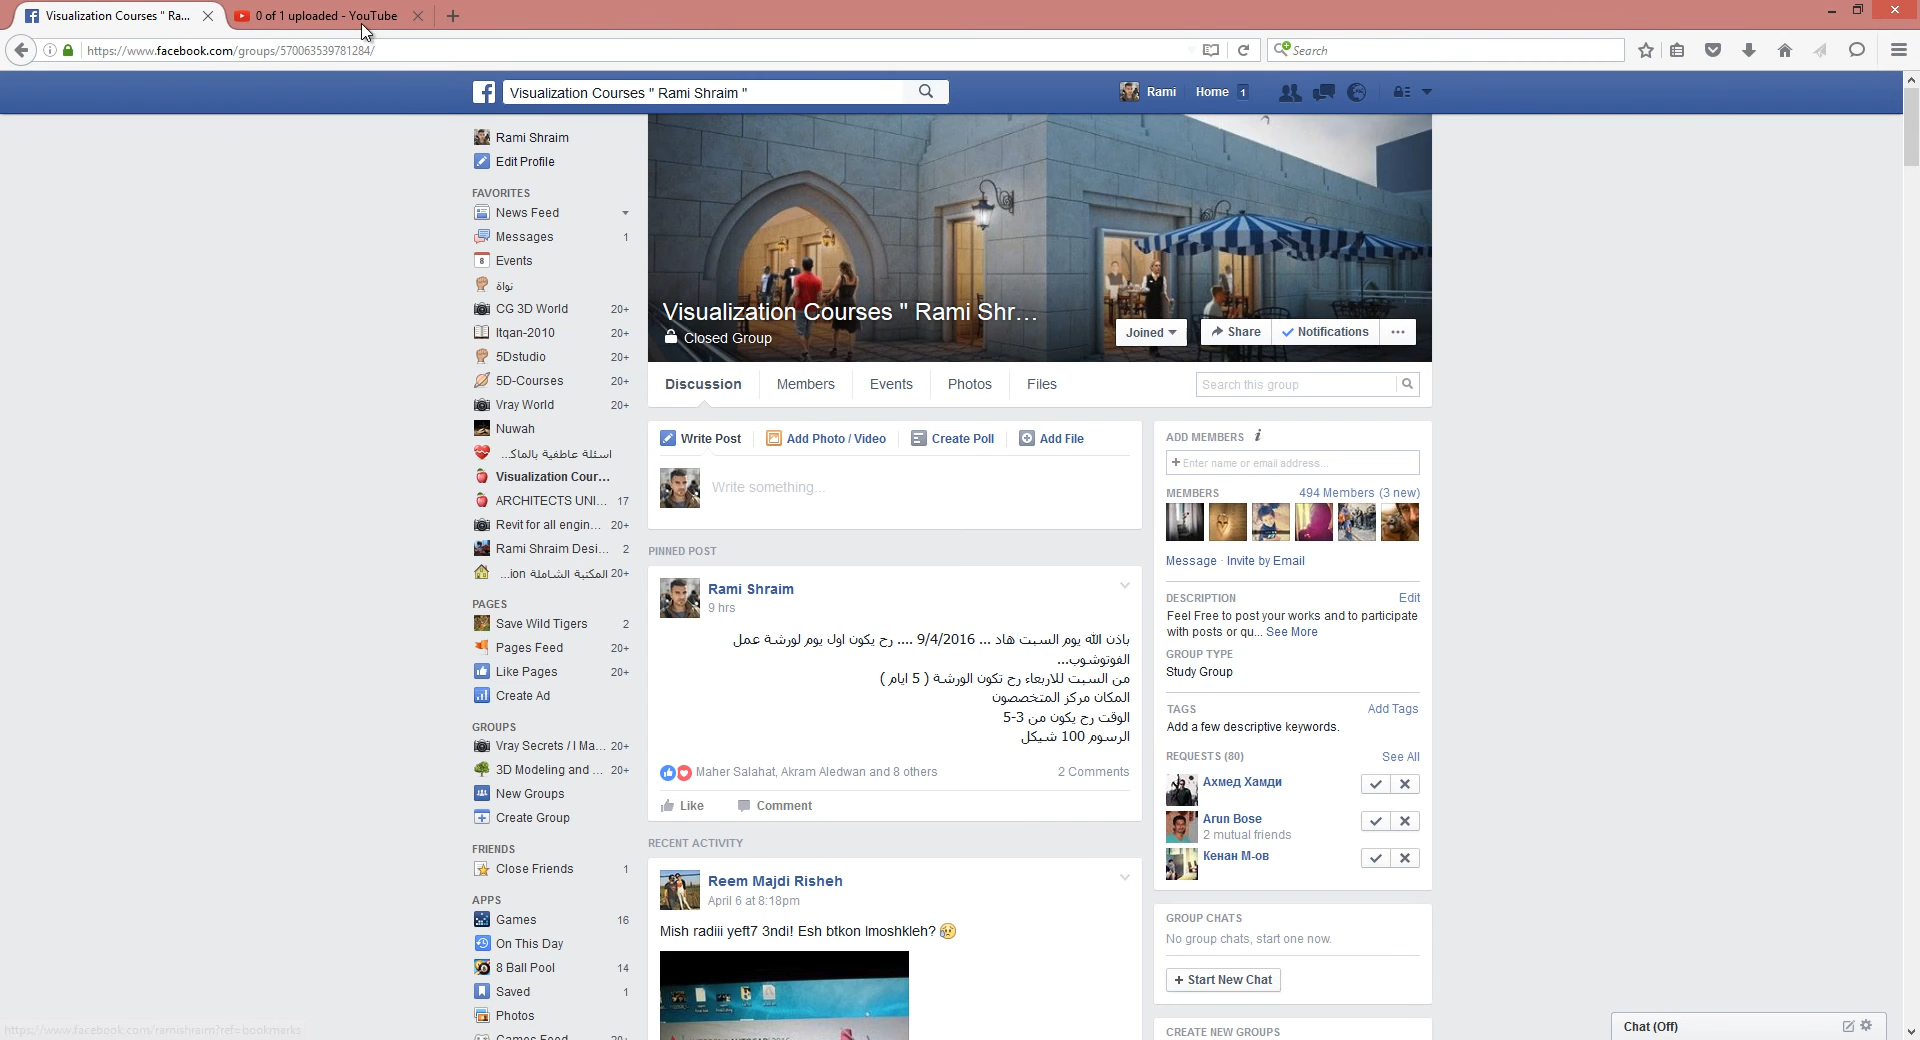 Visualization Courses " Ra...
0 of 1 uploaded - YouTube
https://www.facebook.com/groups/570063539781284/
Search
Visualization Courses " Rami Shraim "
Rami
Home 1
Rami Shraim
Edit Profile
FAVORITES
News Feed
Messages 1
8 Events
نواة
CG 3D World 20+
Itqan-2010 20+
5Dstudio 20+
5D-Courses 20+
Vray World 20+
Nuwah
اسئلة عاطفية بالماك...
Visualization Cour...
ARCHITECTS UNI... 17
Revit for all engin... 20+
Rami Shraim Desi... 2
المكتبة الشاملة ion... 20+
PAGES
Save Wild Tigers 2
Pages Feed 20+
Like Pages 20+
Create Ad
GROUPS
Vray Secrets / I Ma... 20+
3D Modeling and ... 20+
New Groups
Create Group
FRIENDS
Close Friends 1
APPS
Games 16
On This Day
8 Ball Pool 14
Saved 1
Photos
Games Feed 20+
https://www.facebook.com/ramishraim?ref=bookmarks
Visualization Courses " Rami Shr...
Closed Group
Joined
Share
Notifications
Discussion
Members
Events
Photos
Files
Search this group
Write Post
Add Photo / Video
Create Poll
Add File
Write something...
PINNED POST
Rami Shraim
9 hrs
باذن الله يوم السبت هاد ... 9/4/2016 .... رح يكون اول يوم لورشة عمل
الفوتوشوب...
من السبت للاربعاء رح تكون الورشة ( 5 ايام )
المكان مركز المتخصصون
الوقت رح يكون من 3-5
الرسوم 100 شيكل
Maher Salahat, Akram Aledwan and 8 others
2 Comments
Like
Comment
RECENT ACTIVITY
Reem Majdi Risheh
April 6 at 8:18pm
Mish radiii yeft7 3ndi! Esh btkon lmoshkleh?
ADD MEMBERS i
+ Enter name or email address...
MEMBERS
494 Members (3 new)
Message · Invite by Email
DESCRIPTION
Edit
Feel Free to post your works and to participate
with posts or qu... See More
GROUP TYPE
Study Group
TAGS
Add Tags
Add a few descriptive keywords.
REQUESTS (80)
See All
Ахмед Хамди
Arun Bose
2 mutual friends
Кенан М-ов
GROUP CHATS
No group chats, start one now.
+ Start New Chat
CREATE NEW GROUPS
Chat (Off)